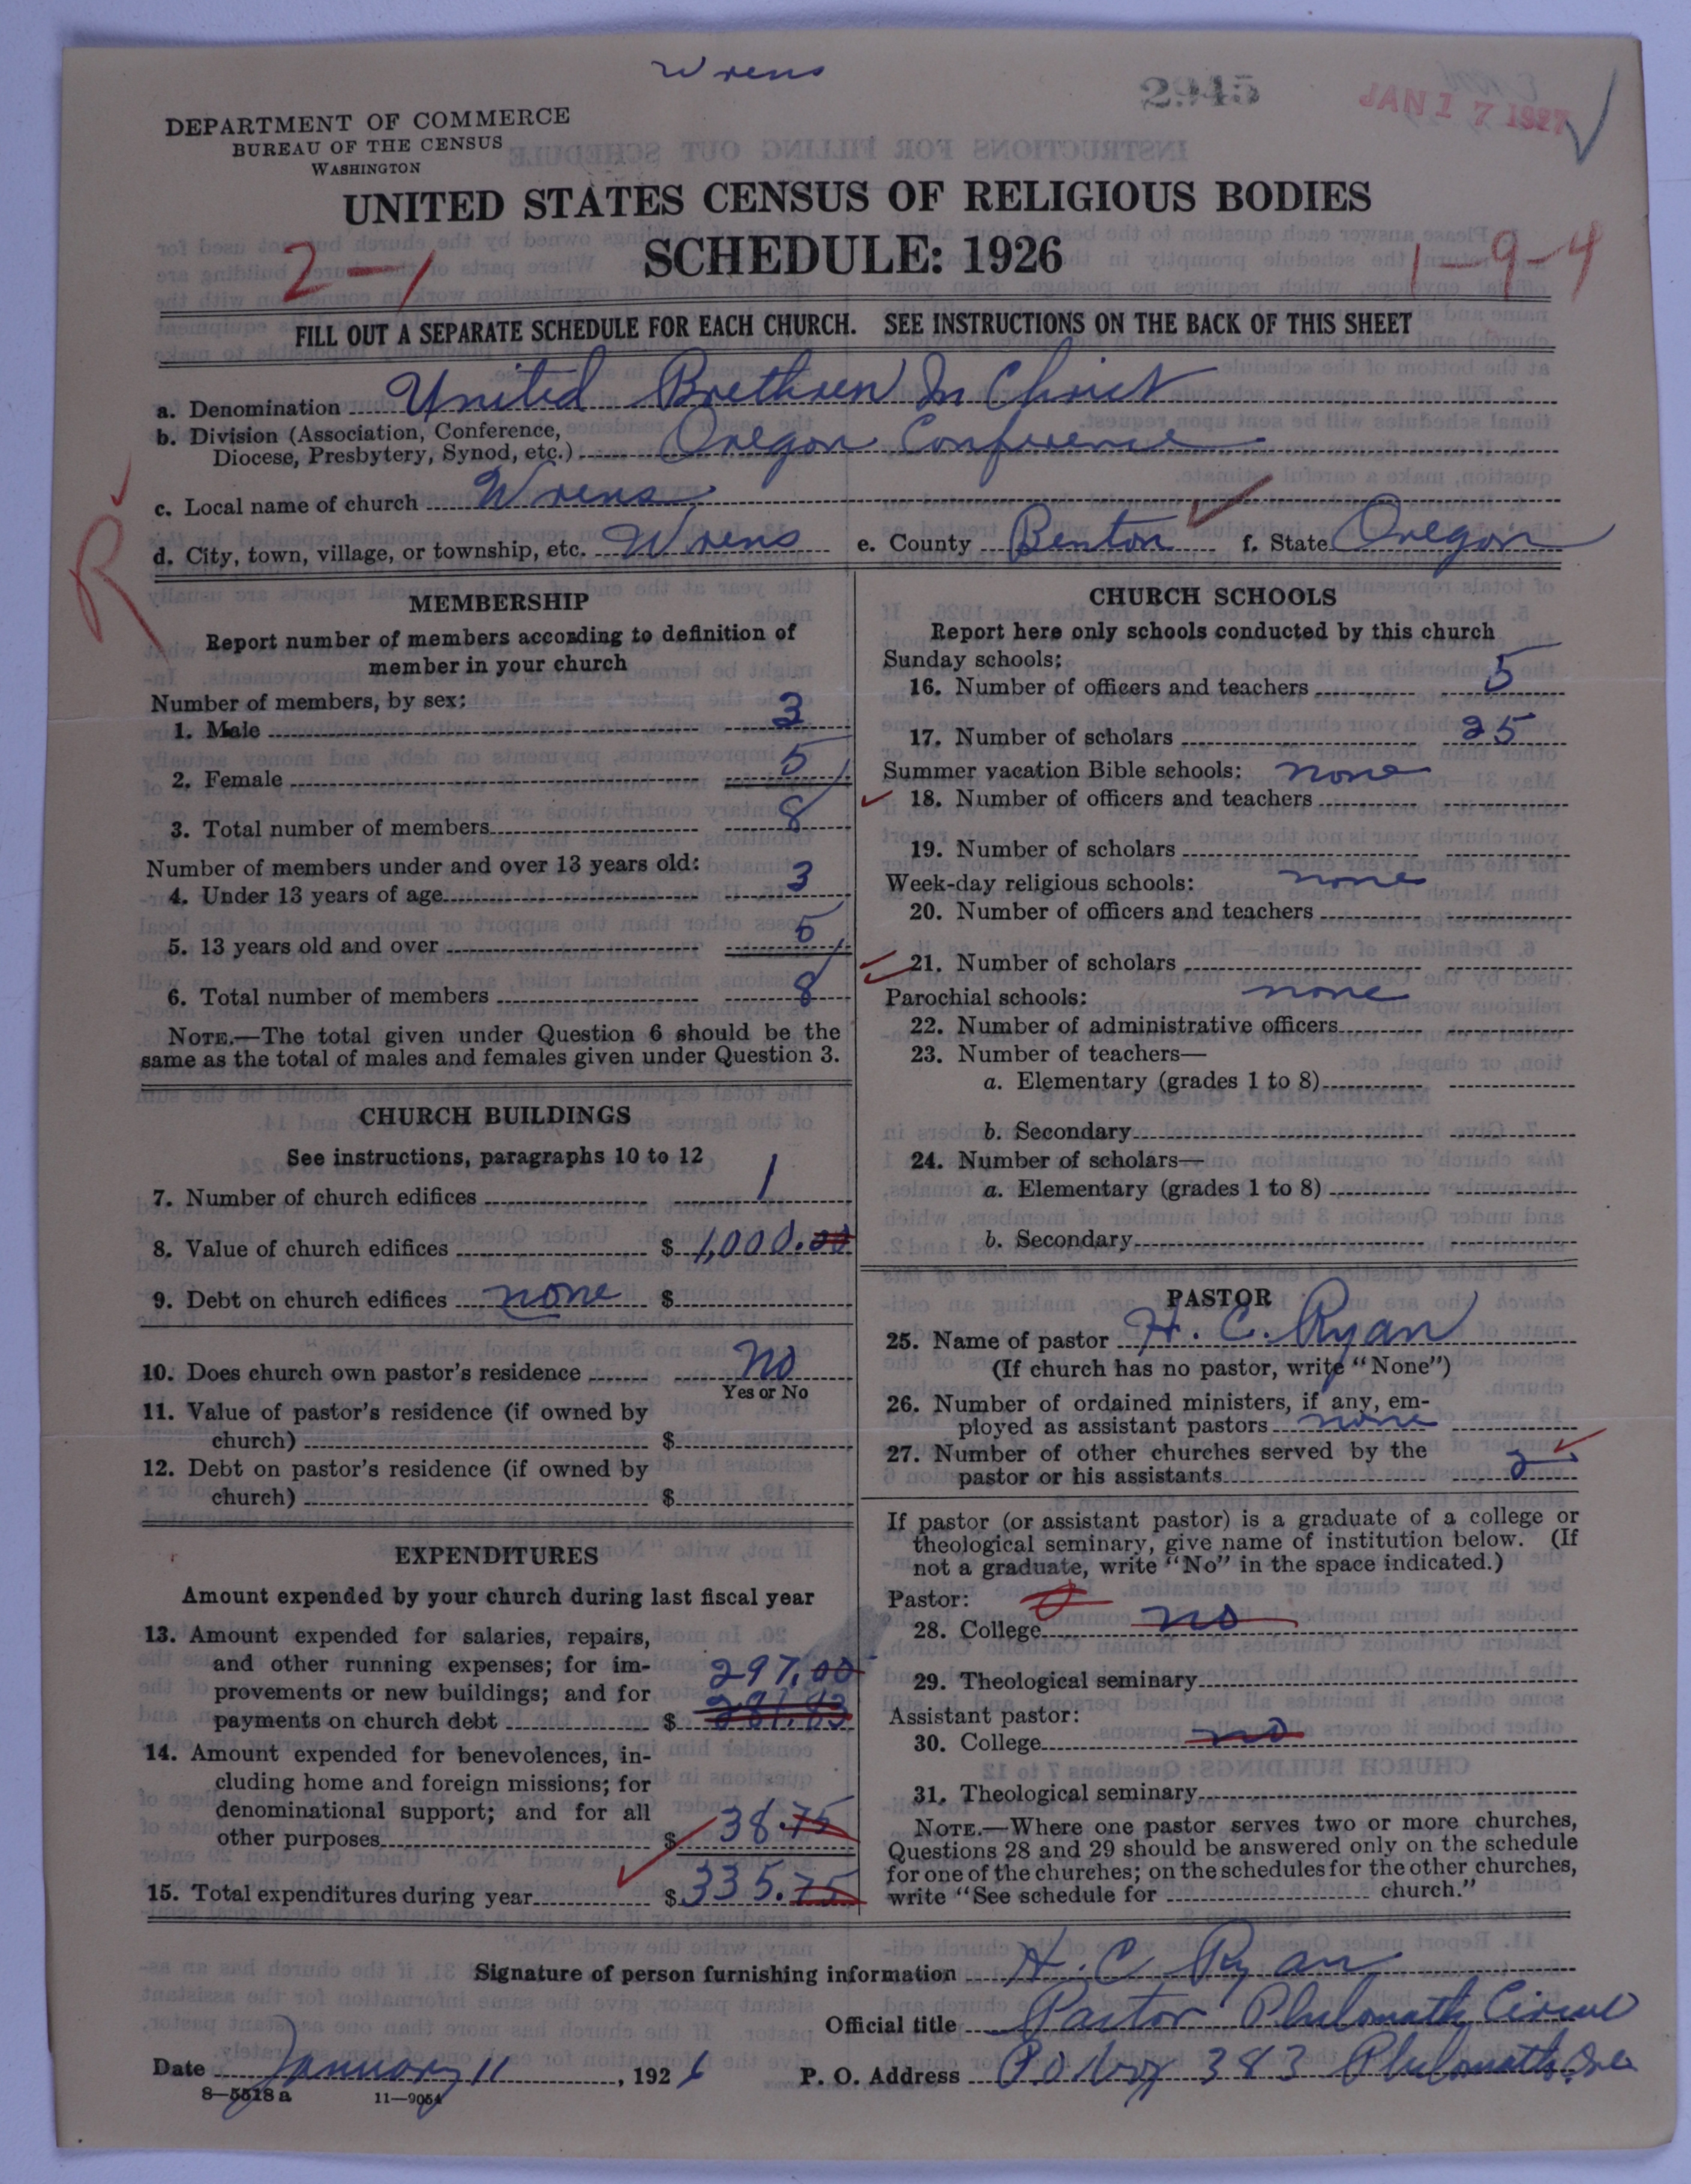 Wrens
2945
JAN 17 1927
DEPARTMENT OF COMMERCE
BUREAU OF THE CENSUS
WASHINGTON
UNITED STATES CENSUS OF RELIGIOUS BODIES
SCHEDULE: 1926
2-1
1-9-4
FILL OUT A SEPARATE SCHEDULE FOR EACH CHURCH. SEE INSTRUCTIONS ON THE BACK OF THIS SHEET
a. Denomination United Brethren In Christ
b. Division (Association, Conference, Diocese, Presbytery, Synod, etc.) Oregon Conference
c. Local name of church Wrens
d. City, town, village, or township, etc. Wrens e. County Benton f. State Oregon
R
MEMBERSHIP
Report number of members according to definition of
member in your church
Number of members, by sex:
1. Male 3
2. Female 5
3. Total number of members 8
Number of members under and over 13 years old:
4. Under 13 years of age 3
5. 13 years old and over 5
6. Total number of members 8
NOTE.—The total given under Question 6 should be the
same as the total of males and females given under Question 3.
CHURCH BUILDINGS
See instructions, paragraphs 10 to 12
7. Number of church edifices 1
8. Value of church edifices $ 1,000.00
9. Debt on church edifices none $
10. Does church own pastor's residence no
Yes or No
11. Value of pastor's residence (if owned by
church) $
12. Debt on pastor's residence (if owned by
church) $
EXPENDITURES
Amount expended by your church during last fiscal year
13. Amount expended for salaries, repairs,
and other running expenses; for im-
provements or new buildings; and for 297.00
payments on church debt $ 281.83
14. Amount expended for benevolences, in-
cluding home and foreign missions; for
denominational support; and for all
other purposes $ 38.75
15. Total expenditures during year $ 335.75
CHURCH SCHOOLS
Report here only schools conducted by this church
Sunday schools:
16. Number of officers and teachers 5
17. Number of scholars 25
Summer vacation Bible schools: none
18. Number of officers and teachers
19. Number of scholars
Week-day religious schools: none
20. Number of officers and teachers
21. Number of scholars
Parochial schools: none
22. Number of administrative officers
23. Number of teachers—
a. Elementary (grades 1 to 8)
b. Secondary
24. Number of scholars—
a. Elementary (grades 1 to 8)
b. Secondary
PASTOR
25. Name of pastor H. C. Ryan
(If church has no pastor, write "None")
26. Number of ordained ministers, if any, em-
ployed as assistant pastors none
27. Number of other churches served by the
pastor or his assistants 2
If pastor (or assistant pastor) is a graduate of a college or
theological seminary, give name of institution below. (If
not a graduate, write "No" in the space indicated.)
Pastor:
28. College no
29. Theological seminary
Assistant pastor:
30. College no
31. Theological seminary
NOTE.—Where one pastor serves two or more churches,
Questions 28 and 29 should be answered only on the schedule
for one of the churches; on the schedules for the other churches,
write "See schedule for church."
Signature of person furnishing information H. C Ryan
Official title Pastor Philomath
Date January 11, 1926 P. O. Address P.O Box 383 Philomath, Ore
8—5518 a 11—9054